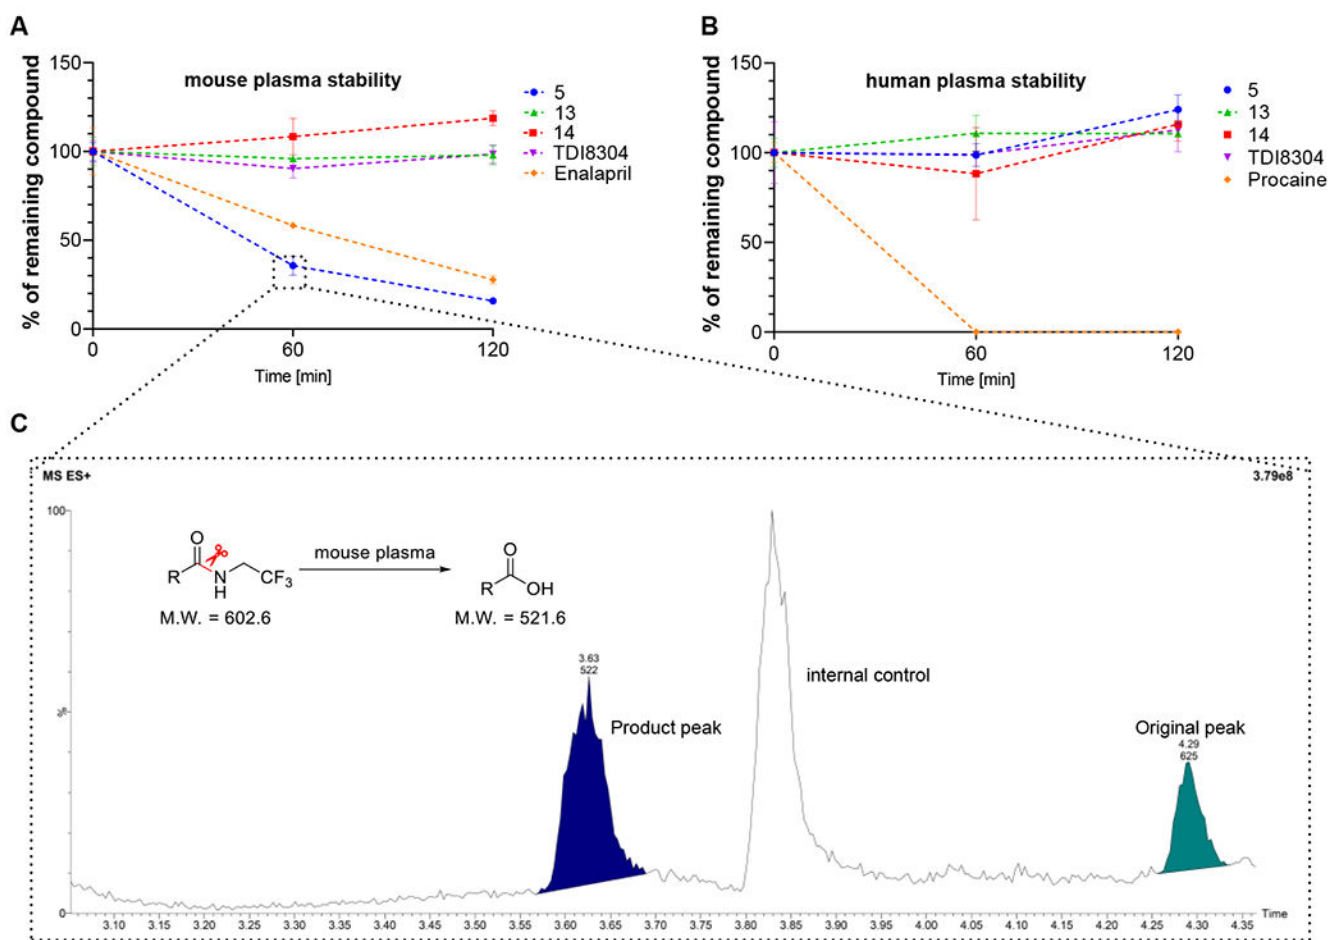 A
mouse plasma stability
% of remaining compound
150
100
50
0
0
60
120
Time [min]
5
13
14
TDI8304
Enalapril
B
human plasma stability
% of remaining compound
150
100
50
0
0
60
120
Time [min]
5
13
14
TDI8304
Procaine
C
MS ES+
3.79e8
100
%
0
O
R
N
H
CF3
M.W. = 602.6
mouse plasma
O
R
OH
M.W. = 521.6
3.63
522
Product peak
internal control
Original peak
4.29
625
3.10 3.15 3.20 3.25 3.30 3.35 3.40 3.45 3.50 3.55 3.60 3.65 3.70 3.75 3.80 3.85 3.90 3.95 4.00 4.05 4.10 4.15 4.20 4.25 4.30 4.35
Time